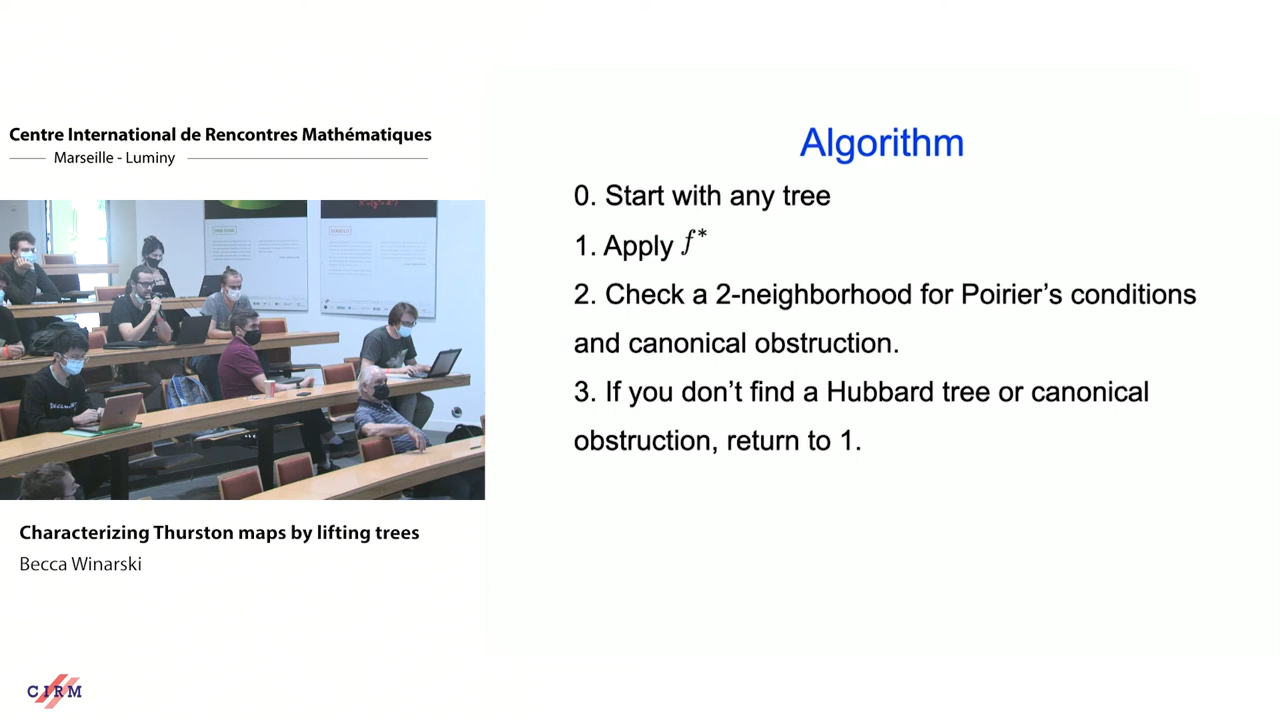 Centre International de Rencontres Mathématiques
Marseille - Luminy
Characterizing Thurston maps by lifting trees
Becca Winarski
CIRM
Algorithm
0. Start with any tree
1. Apply f*
2. Check a 2-neighborhood for Poirier's conditions
and canonical obstruction.
3. If you don't find a Hubbard tree or canonical
obstruction, return to 1.